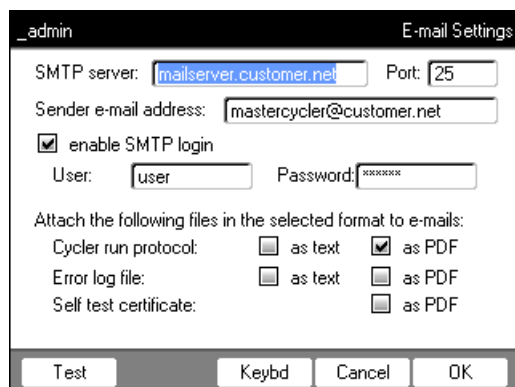 _admin E-mail Settings
SMTP server: mailserver.customer.net Port: 25
Sender e-mail address: mastercycler@customer.net
enable SMTP login
User: user Password: ******
Attach the following files in the selected format to e-mails:
Cycler run protocol: as text as PDF
Error log file: as text as PDF
Self test certificate: as PDF
Test Keybd Cancel OK